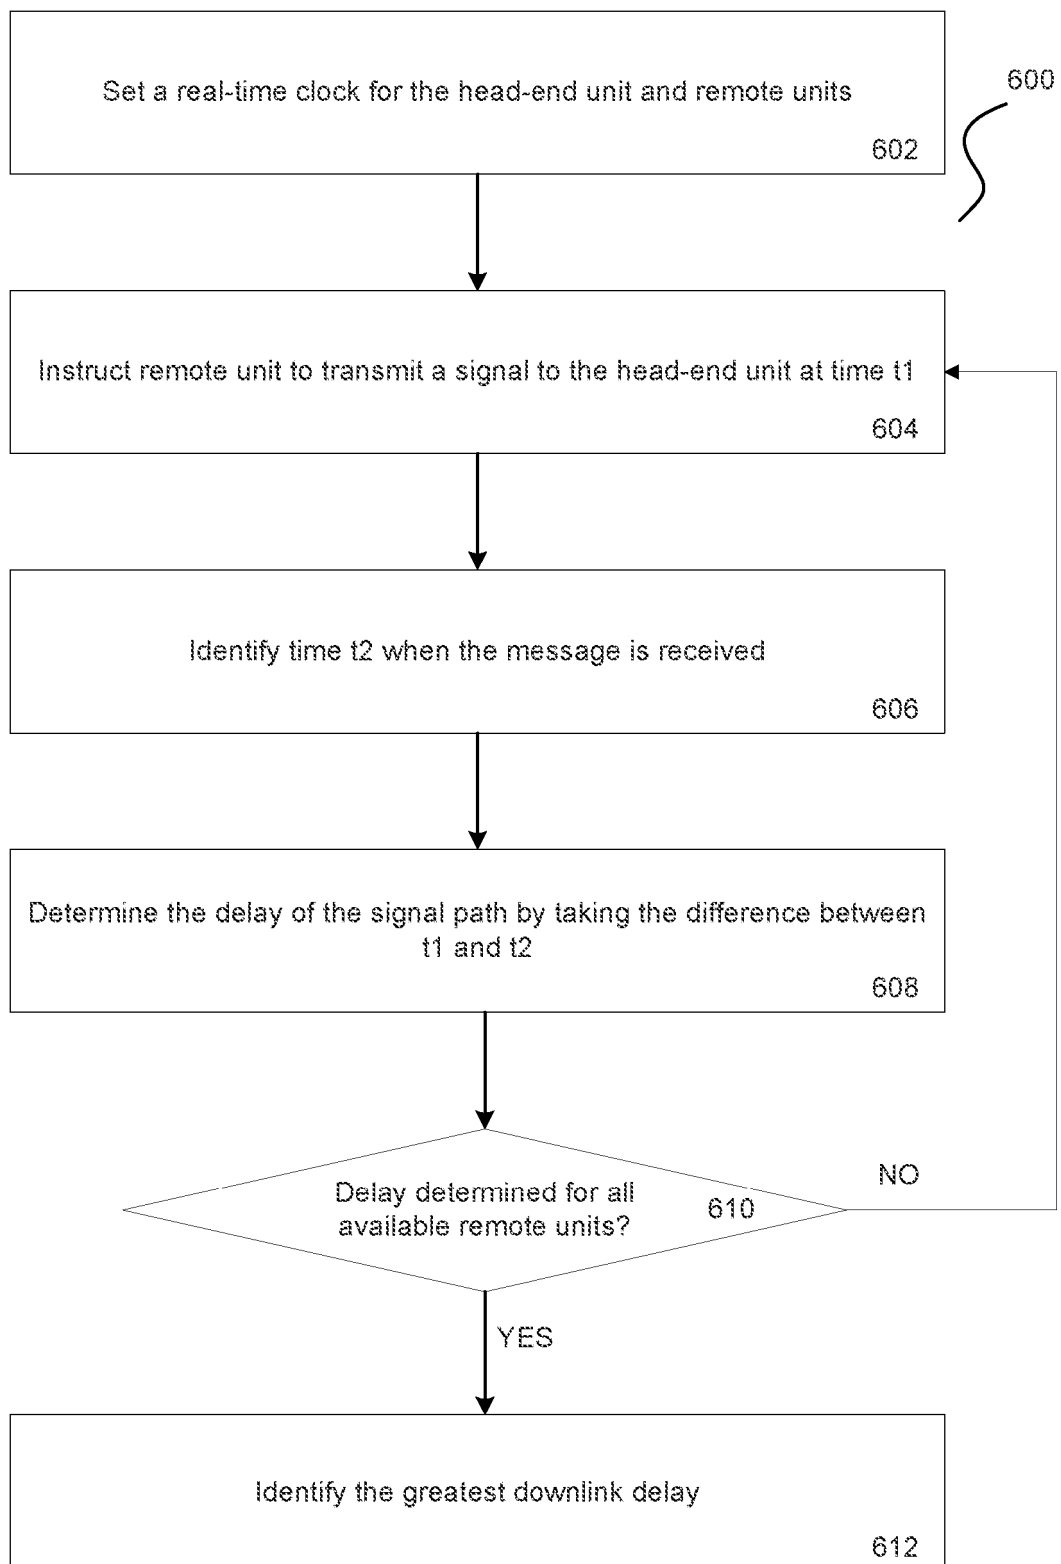 Set a real-time clock for the head-end unit and remote units
602
600
Instruct remote unit to transmit a signal to the head-end unit at time t1
604
Identify time t2 when the message is received
606
Determine the delay of the signal path by taking the difference between
t1 and t2
608
Delay determined for all
available remote units?
610
NO
YES
Identify the greatest downlink delay
612